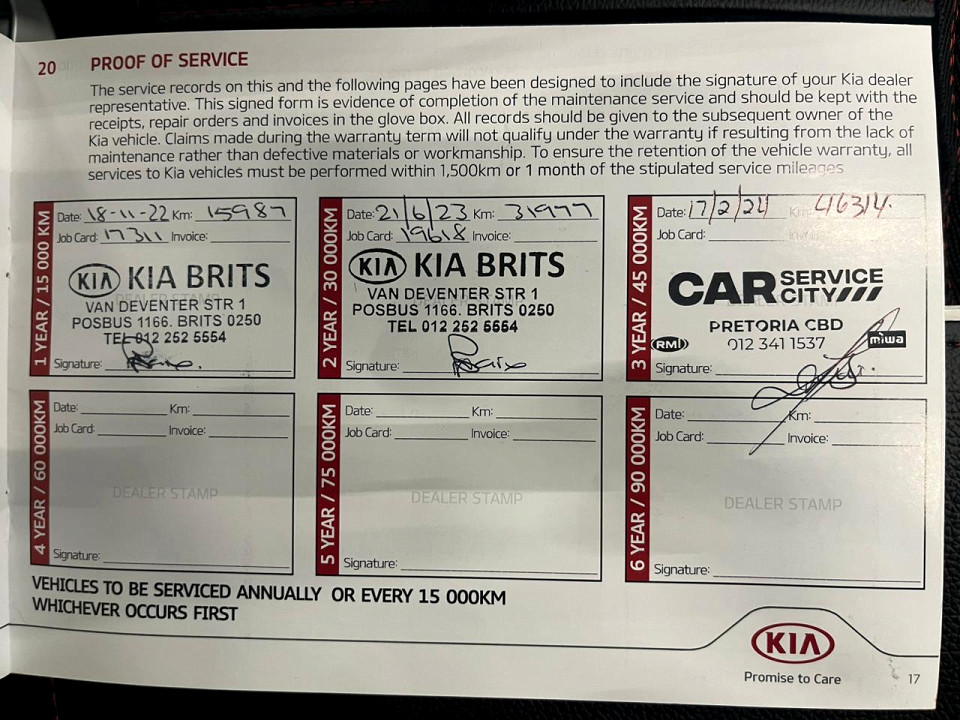 20 PROOF OF SERVICE
The service records on this and the following pages have been designed to include the signature of your Kia dealer
representative. This signed form is evidence of completion of the maintenance service and should be kept with the
receipts, repair orders and invoices in the glove box. All records should be given to the subsequent owner of the
Kia vehicle. Claims made during the warranty term will not qualify under the warranty if resulting from the lack of
maintenance rather than defective materials or workmanship. To ensure the retention of the vehicle warranty, all
services to Kia vehicles must be performed within 1,500km or 1 month of the stipulated service mileages
1 YEAR / 15 000 KM
Date: 18-11-22 Km: 15987
Job Card: 17311 Invoice:
KIA KIA BRITS
VAN DEVENTER STR 1
POSBUS 1166. BRITS 0250
TEL 012 252 5554
Signature:
2 YEAR / 30 000KM
Date: 21/6/23 Km: 31977
Job Card: 19618 Invoice:
KIA KIA BRITS
VAN DEVENTER STR 1
POSBUS 1166. BRITS 0250
TEL 012 252 5554
Signature:
3 YEAR / 45 000KM
Date: 17/2/24 Km: 46314.
Job Card:
CAR SERVICE
CITY
PRETORIA CBD
RMI 012 341 1537 miwa
Signature:
4 YEAR / 60 000KM
Date: Km:
Job Card: Invoice:
DEALER STAMP
Signature:
5 YEAR / 75 000KM
Date: Km:
Job Card: Invoice:
DEALER STAMP
Signature:
6 YEAR / 90 000KM
Date: Km:
Job Card: Invoice:
DEALER STAMP
Signature:
VEHICLES TO BE SERVICED ANNUALLY OR EVERY 15 000KM
WHICHEVER OCCURS FIRST
KIA
Promise to Care
17